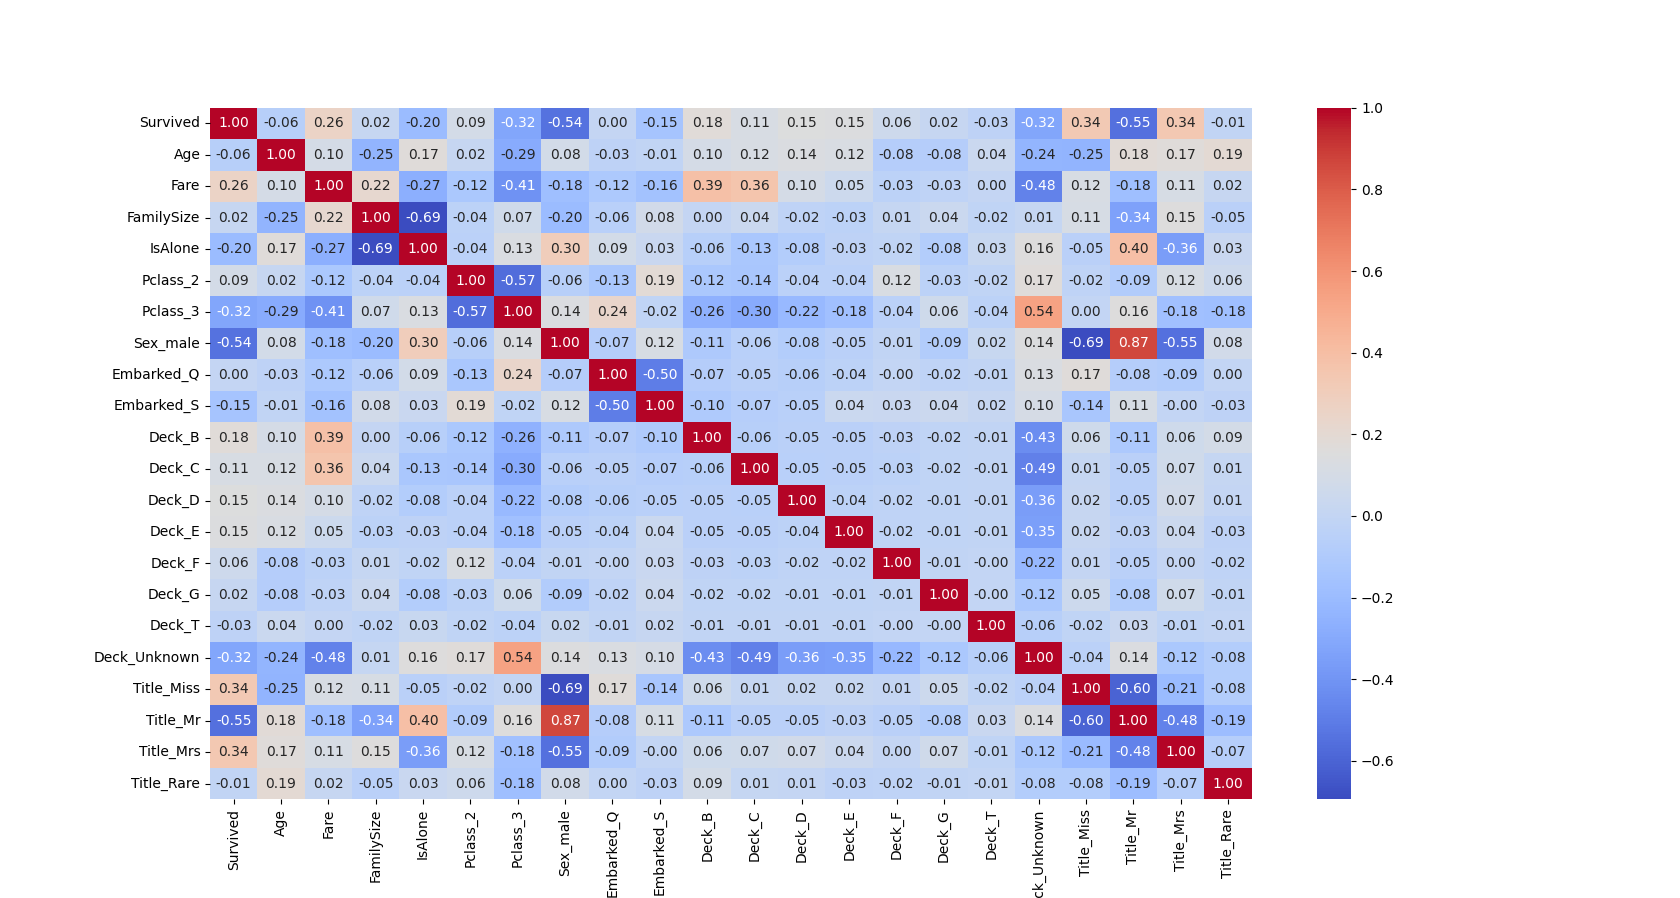 Survived 1.00 -0.06 0.26 0.02 -0.20 0.09 -0.32 -0.54 0.00 -0.15 0.18 0.11 0.15 0.15 0.06 0.02 -0.03 -0.32 0.34 -0.55 0.34 -0.01
Age -0.06 1.00 0.10 -0.25 0.17 0.02 -0.29 0.08 -0.03 -0.01 0.10 0.12 0.14 0.12 -0.08 -0.08 0.04 -0.24 -0.25 0.18 0.17 0.19
Fare 0.26 0.10 1.00 0.22 -0.27 -0.12 -0.41 -0.18 -0.12 -0.16 0.39 0.36 0.10 0.05 -0.03 -0.03 0.00 -0.48 0.12 -0.18 0.11 0.02
FamilySize 0.02 -0.25 0.22 1.00 -0.69 -0.04 0.07 -0.20 -0.06 0.08 0.00 0.04 -0.02 -0.03 0.01 0.04 -0.02 0.01 0.11 -0.34 0.15 -0.05
IsAlone -0.20 0.17 -0.27 -0.69 1.00 -0.04 0.13 0.30 0.09 0.03 -0.06 -0.13 -0.08 -0.03 -0.02 -0.08 0.03 0.16 -0.05 0.40 -0.36 0.03
Pclass_2 0.09 0.02 -0.12 -0.04 -0.04 1.00 -0.57 -0.06 -0.13 0.19 -0.12 -0.14 -0.04 -0.04 0.12 -0.03 -0.02 0.17 -0.02 -0.09 0.12 0.06
Pclass_3 -0.32 -0.29 -0.41 0.07 0.13 -0.57 1.00 0.14 0.24 -0.02 -0.26 -0.30 -0.22 -0.18 -0.04 0.06 -0.04 0.54 0.00 0.16 -0.18 -0.18
Sex_male -0.54 0.08 -0.18 -0.20 0.30 -0.06 0.14 1.00 -0.07 0.12 -0.11 -0.06 -0.08 -0.05 -0.01 -0.09 0.02 0.14 -0.69 0.87 -0.55 0.08
Embarked_Q 0.00 -0.03 -0.12 -0.06 0.09 -0.13 0.24 -0.07 1.00 -0.50 -0.07 -0.05 -0.06 -0.04 -0.00 -0.02 -0.01 0.13 0.17 -0.08 -0.09 0.00
Embarked_S -0.15 -0.01 -0.16 0.08 0.03 0.19 -0.02 0.12 -0.50 1.00 -0.10 -0.07 -0.05 0.04 0.03 0.04 0.02 0.10 -0.14 0.11 -0.00 -0.03
Deck_B 0.18 0.10 0.39 0.00 -0.06 -0.12 -0.26 -0.11 -0.07 -0.10 1.00 -0.06 -0.05 -0.05 -0.03 -0.02 -0.01 -0.43 0.06 -0.11 0.06 0.09
Deck_C 0.11 0.12 0.36 0.04 -0.13 -0.14 -0.30 -0.06 -0.05 -0.07 -0.06 1.00 -0.05 -0.05 -0.03 -0.02 -0.01 -0.49 0.01 -0.05 0.07 0.01
Deck_D 0.15 0.14 0.10 -0.02 -0.08 -0.04 -0.22 -0.08 -0.06 -0.05 -0.05 -0.05 1.00 -0.04 -0.02 -0.01 -0.01 -0.36 0.02 -0.05 0.07 0.01
Deck_E 0.15 0.12 0.05 -0.03 -0.03 -0.04 -0.18 -0.05 -0.04 0.04 -0.05 -0.05 -0.04 1.00 -0.02 -0.01 -0.01 -0.35 0.02 -0.03 0.04 -0.03
Deck_F 0.06 -0.08 -0.03 0.01 -0.02 0.12 -0.04 -0.01 -0.00 0.03 -0.03 -0.03 -0.02 -0.02 1.00 -0.01 -0.00 -0.22 0.01 -0.05 0.00 -0.02
Deck_G 0.02 -0.08 -0.03 0.04 -0.08 -0.03 0.06 -0.09 -0.02 0.04 -0.02 -0.02 -0.01 -0.01 -0.01 1.00 -0.00 -0.12 0.05 -0.08 0.07 -0.01
Deck_T -0.03 0.04 0.00 -0.02 0.03 -0.02 -0.04 0.02 -0.01 0.02 -0.01 -0.01 -0.01 -0.01 -0.00 -0.00 1.00 -0.06 -0.02 0.03 -0.01 -0.01
Deck_Unknown -0.32 -0.24 -0.48 0.01 0.16 0.17 0.54 0.14 0.13 0.10 -0.43 -0.49 -0.36 -0.35 -0.22 -0.12 -0.06 1.00 -0.04 0.14 -0.12 -0.08
Title_Miss 0.34 -0.25 0.12 0.11 -0.05 -0.02 0.00 -0.69 0.17 -0.14 0.06 0.01 0.02 0.02 0.01 0.05 -0.02 -0.04 1.00 -0.60 -0.21 -0.08
Title_Mr -0.55 0.18 -0.18 -0.34 0.40 -0.09 0.16 0.87 -0.08 0.11 -0.11 -0.05 -0.05 -0.03 -0.05 -0.08 0.03 0.14 -0.60 1.00 -0.48 -0.19
Title_Mrs 0.34 0.17 0.11 0.15 -0.36 0.12 -0.18 -0.55 -0.09 -0.00 0.06 0.07 0.07 0.04 0.00 0.07 -0.01 -0.12 -0.21 -0.48 1.00 -0.07
Title_Rare -0.01 0.19 0.02 -0.05 0.03 0.06 -0.18 0.08 0.00 -0.03 0.09 0.01 0.01 -0.03 -0.02 -0.01 -0.01 -0.08 -0.08 -0.19 -0.07 1.00
Survived
Age
Fare
FamilySize
IsAlone
Pclass_2
Pclass_3
Sex_male
Embarked_Q
Embarked_S
Deck_B
Deck_C
Deck_D
Deck_E
Deck_F
Deck_G
Deck_T
ck_Unknown
Title_Miss
Title_Mr
Title_Mrs
Title_Rare
1.0
0.8
0.6
0.4
0.2
0.0
−0.2
−0.4
−0.6